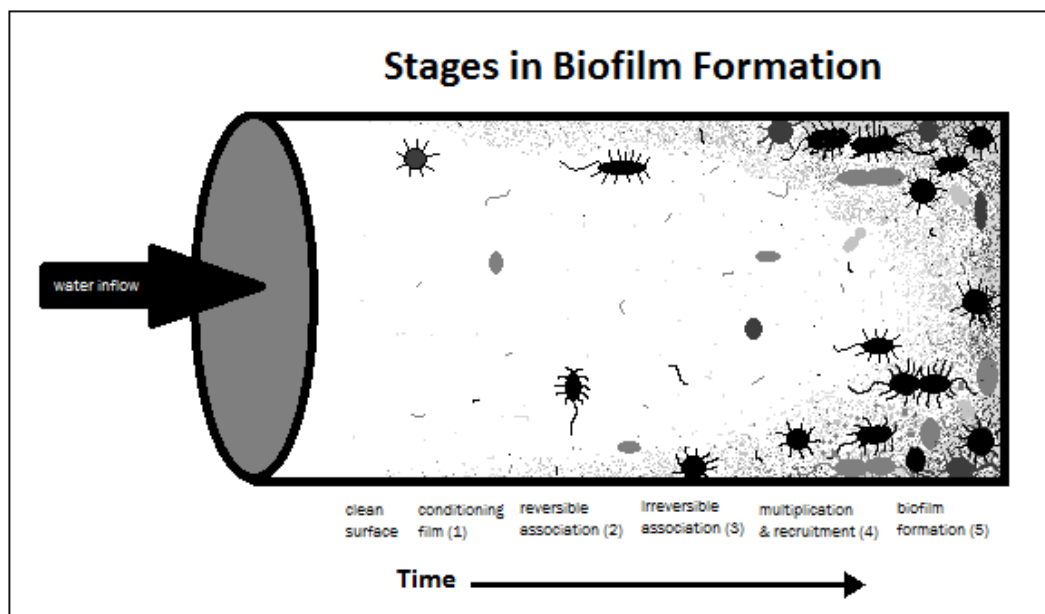 Stages in Biofilm Formation
water inflow
clean
surface
conditioning
film (1)
reversible
association (2)
irreversible
association (3)
multiplication
& recruitment (4)
biofilm
formation (5)
Time